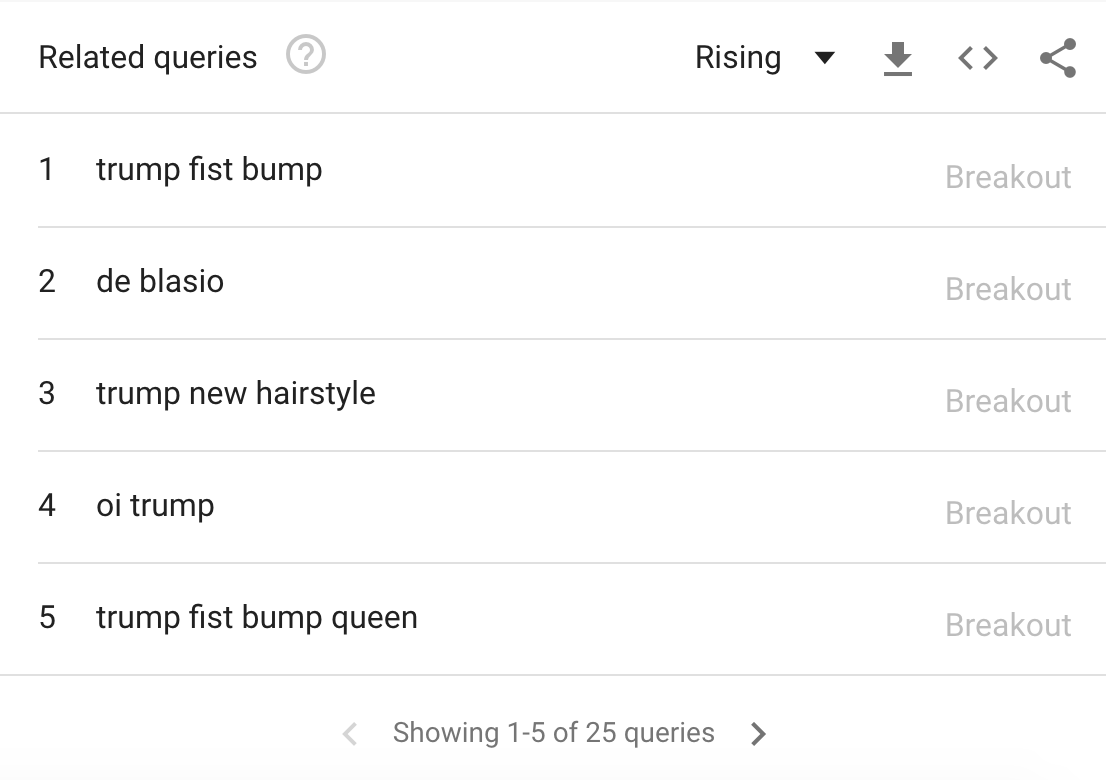 Related queries ? Rising
1 trump fist bump Breakout
2 de blasio Breakout
3 trump new hairstyle Breakout
4 oi trump Breakout
5 trump fist bump queen Breakout
Showing 1-5 of 25 queries